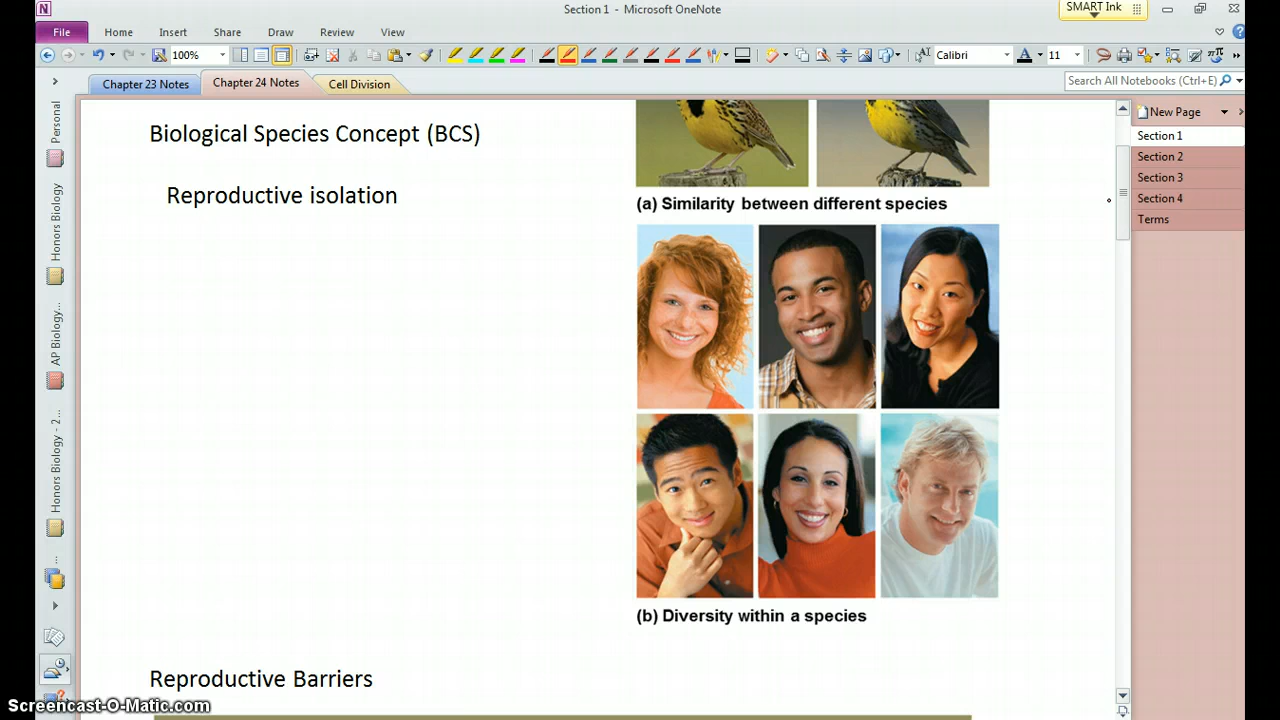 Section 1 - Microsoft OneNote
SMART Ink
File Home Insert Share Draw Review View
100%
Calibri
11
Chapter 23 Notes
Chapter 24 Notes
Cell Division
Search All Notebooks (Ctrl+E)
Personal
Honors Biology
AP Biology...
Honors Biology - 2...
New Page
Section 1
Section 2
Section 3
Section 4
Terms
Biological Species Concept (BCS)
Reproductive isolation
(a) Similarity between different species
(b) Diversity within a species
Reproductive Barriers
Screencast-O-Matic.com